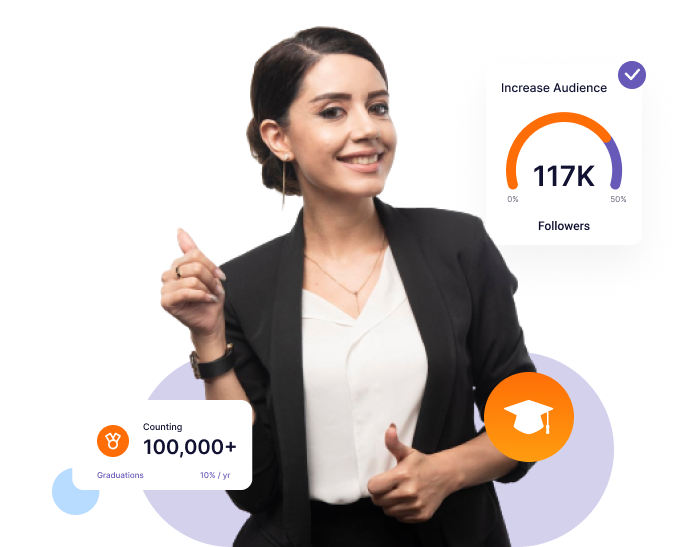 Increase Audience
117K
0%
50%
Followers
Counting
100,000+
Graduations
10% / yr